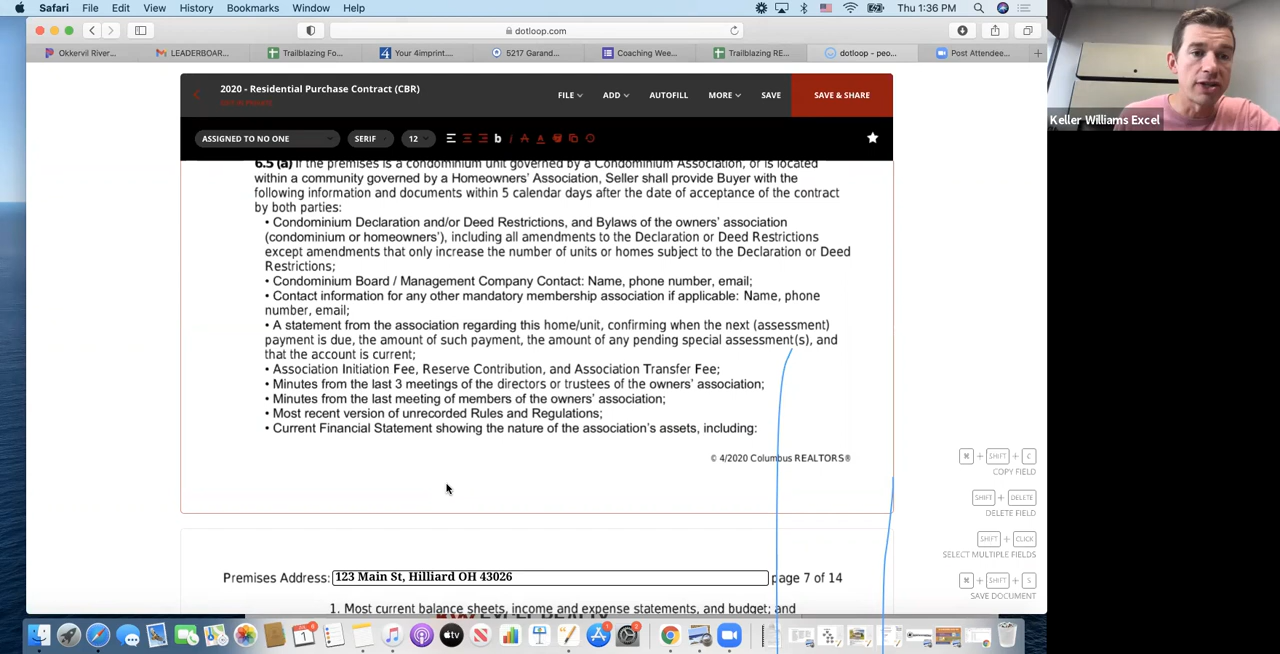 Safari File Edit View History Bookmarks Window Help Thu 1:36 PM
dotloop.com
Okkervil River... LEADERBOAR... Trailblazing Fo... Your 4imprint... 5217 Garand... Coaching Wee... Trailblazing RE... dotloop - peo... Post Attendee...
Keller Williams Excel
2020 - Residential Purchase Contract (CBR)
FILE ADD AUTOFILL MORE SAVE SAVE & SHARE
ASSIGNED TO NO ONE SERIF 12 b
6.5 (a) If the premises is a condominium unit governed by a Condominium Association, or is located
within a community governed by a Homeowners' Association, Seller shall provide Buyer with the
following information and documents within 5 calendar days after the date of acceptance of the contract
by both parties:
• Condominium Declaration and/or Deed Restrictions, and Bylaws of the owners' association
(condominium or homeowners'), including all amendments to the Declaration or Deed Restrictions
except amendments that only increase the number of units or homes subject to the Declaration or Deed
Restrictions;
• Condominium Board / Management Company Contact: Name, phone number, email;
• Contact information for any other mandatory membership association if applicable: Name, phone
number, email;
• A statement from the association regarding this home/unit, confirming when the next (assessment)
payment is due, the amount of such payment, the amount of any pending special assessment(s), and
that the account is current;
• Association Initiation Fee, Reserve Contribution, and Association Transfer Fee;
• Minutes from the last 3 meetings of the directors or trustees of the owners' association;
• Minutes from the last meeting of members of the owners' association;
• Most recent version of unrecorded Rules and Regulations;
• Current Financial Statement showing the nature of the association's assets, including:
© 4/2020 Columbus REALTORS®
⌘ + SHIFT + C
COPY FIELD
SHIFT + DELETE
DELETE FIELD
SHIFT + CLICK
SELECT MULTIPLE FIELDS
⌘ + SHIFT + S
SAVE DOCUMENT
Premises Address: 123 Main St, Hilliard OH 43026 page 7 of 14
1. Most current balance sheets, income and expense statements, and budget; and